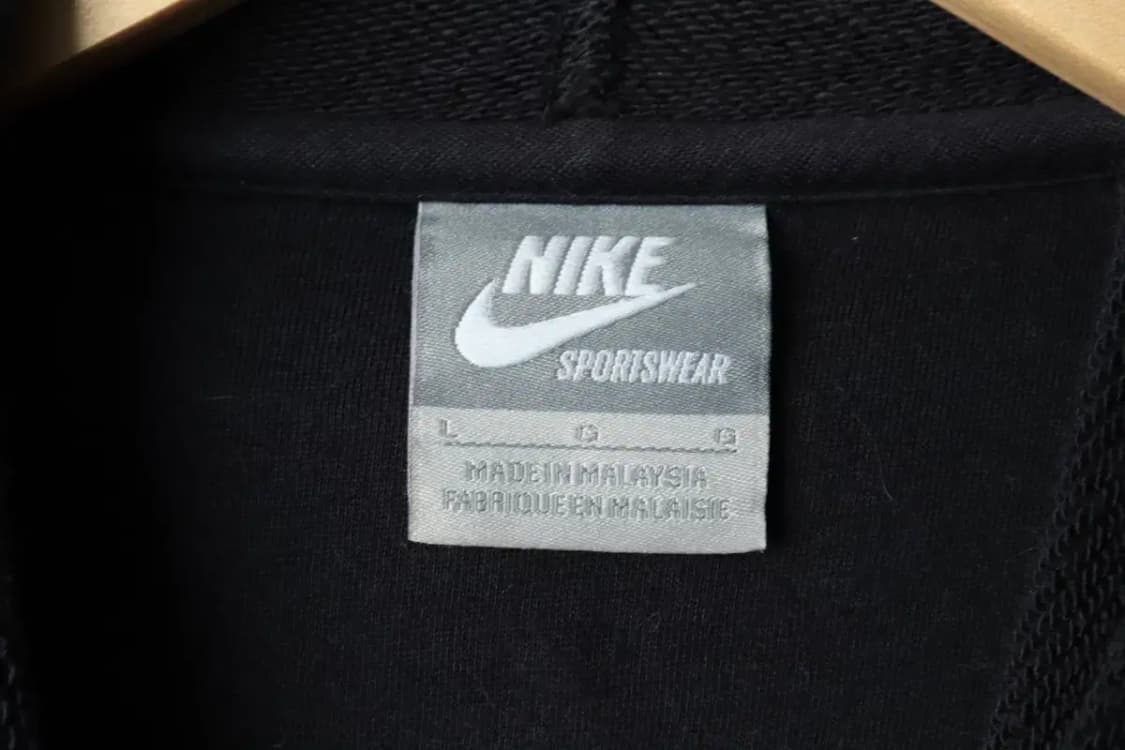 NIKE
SPORTSWEAR
L G G
MADE IN MALAYSIA
FABRIQUE EN MALAISIE